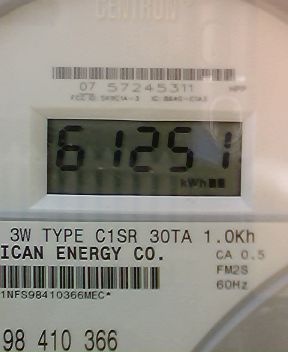 CENTRON
07 57245311
61251
kWh
3W TYPE C1SR 30TA 1.0Kh
ICAN ENERGY CO.
CA 0.5
FM2S
60Hz
1NFS98410366MEC*
98 410 366